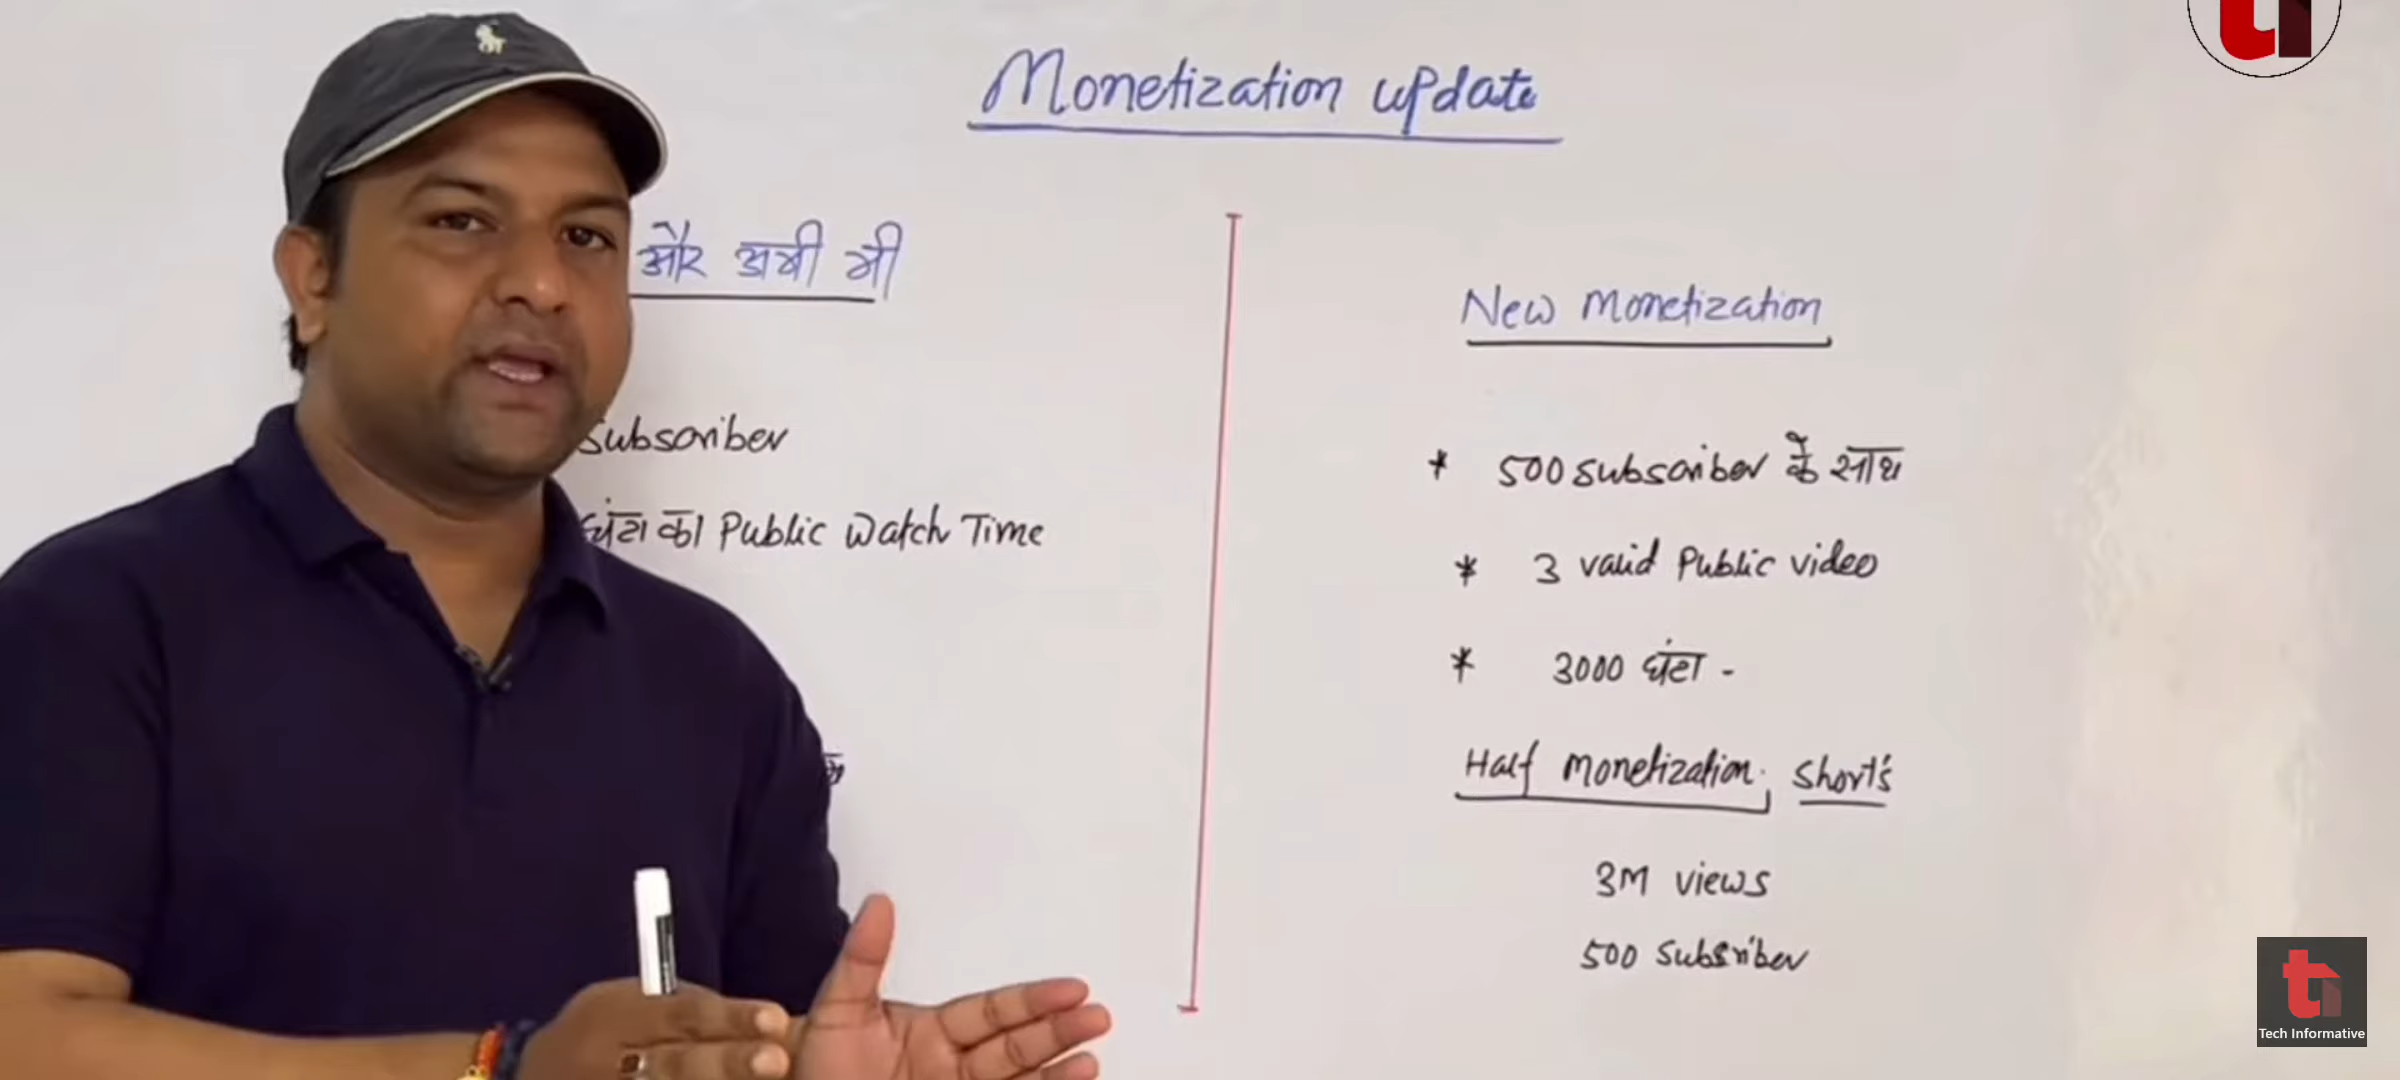 Monetization update
और अभी भी
Subscriber
घंटा का Public Watch Time
New Monetization
* 500 subscriber के साथ
* 3 valid Public video
* 3000 घंटा -
Half Monetization. Short's
3M views
500 Subsriber
Tech Informative